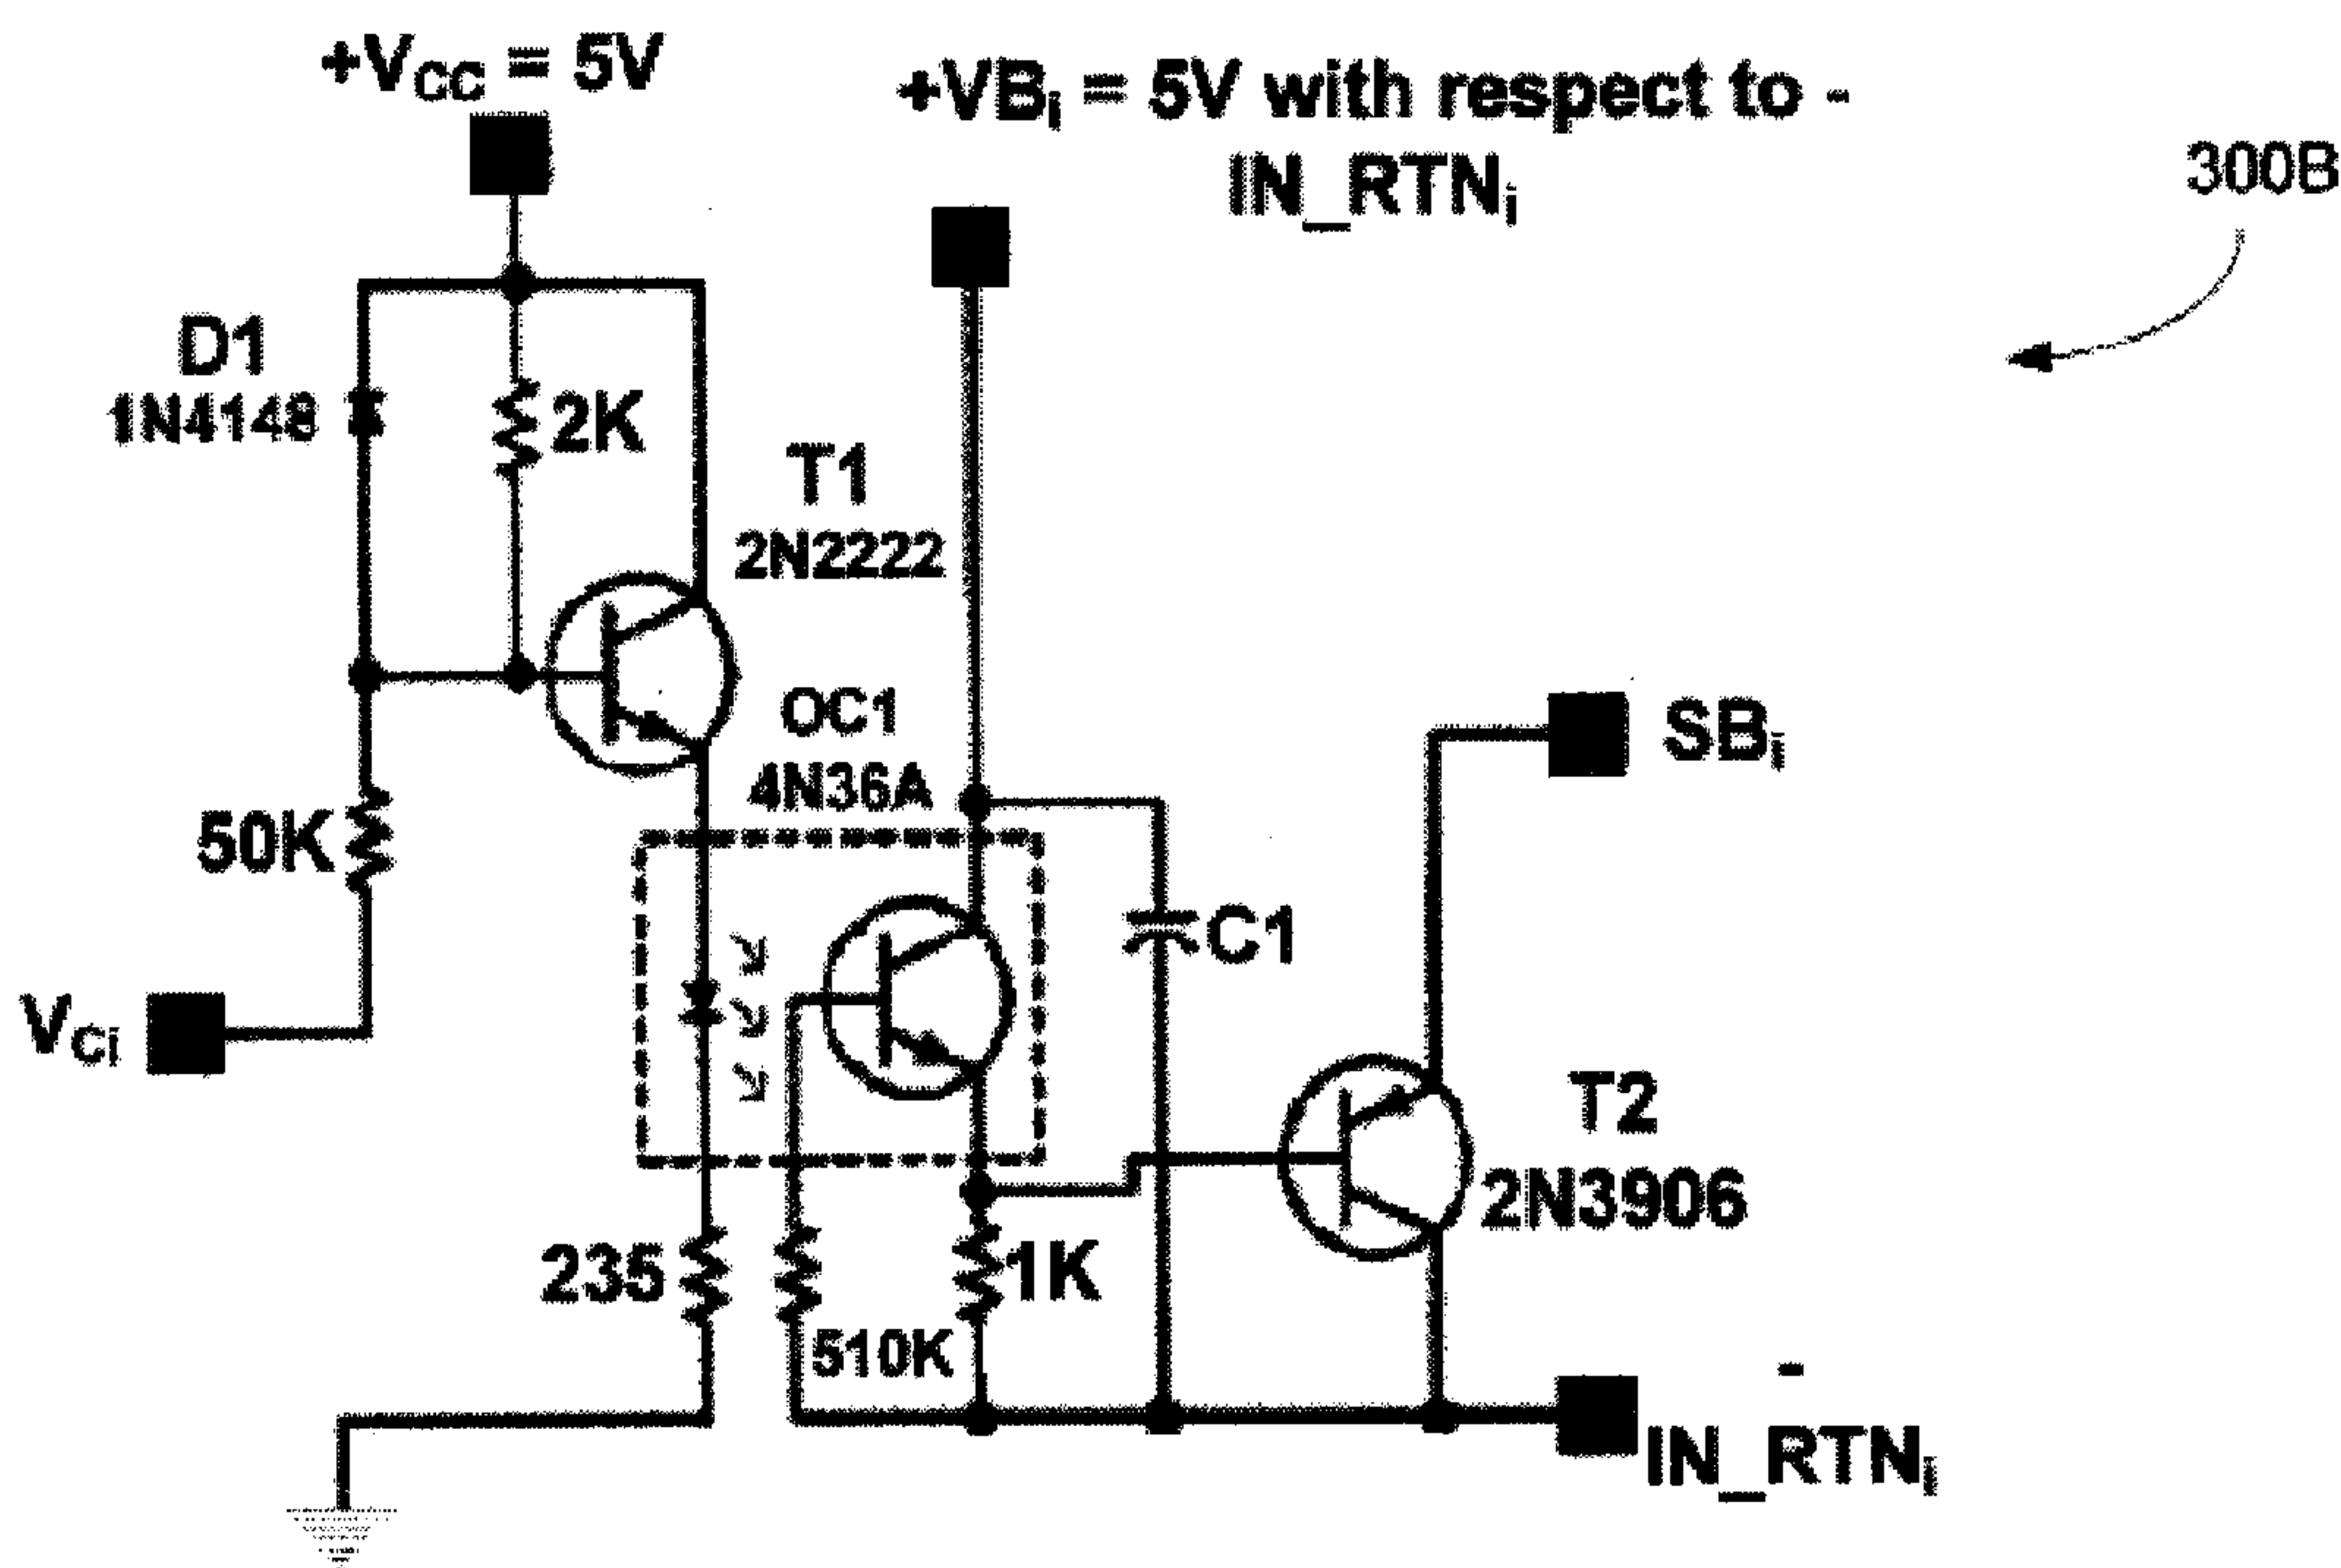 +VCC = 5V
+VBi = 5V with respect to -
IN_RTNi
300B
D1
1N4148
2K
T1
2N2222
OC1
4N36A
SBi
50K
C1
VCi
T2
2N3906
235
510K
1K
-
IN_RTNi